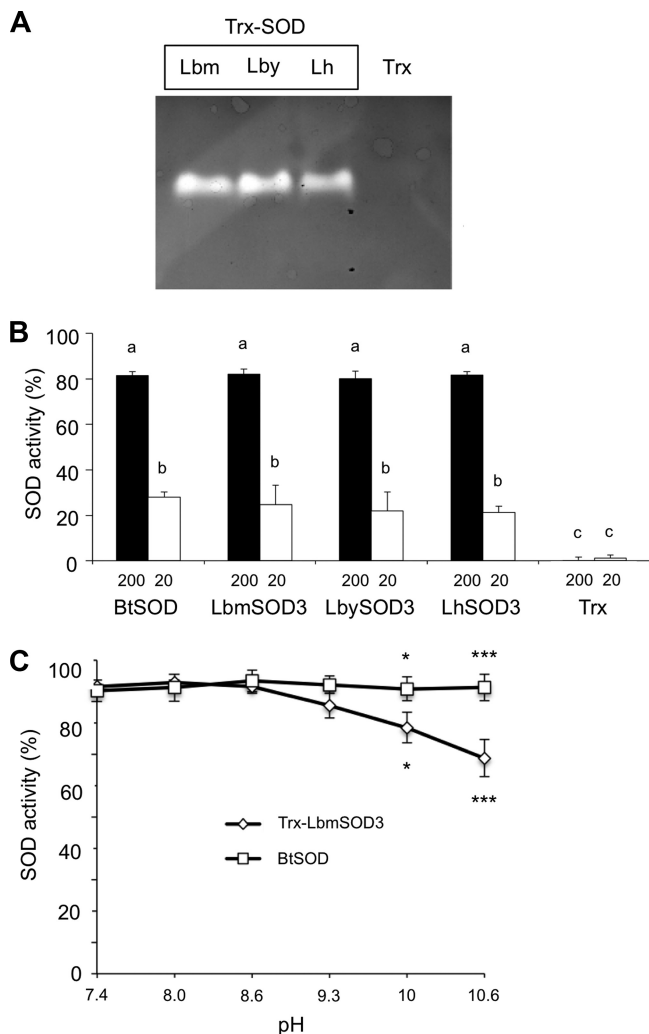 A
Trx-SOD
Lbm Lby Lh Trx
B
SOD activity (%)
100
80
60
40
20
0
a b a b a b a b c c
200 20 200 20 200 20 200 20 200 20
BtSOD LbmSOD3 LbySOD3 LhSOD3 Trx
C
SOD activity (%)
100
80
60
40
20
0
* ***
* ***
Trx-LbmSOD3
BtSOD
7.4 8.0 8.6 9.3 10 10.6
pH